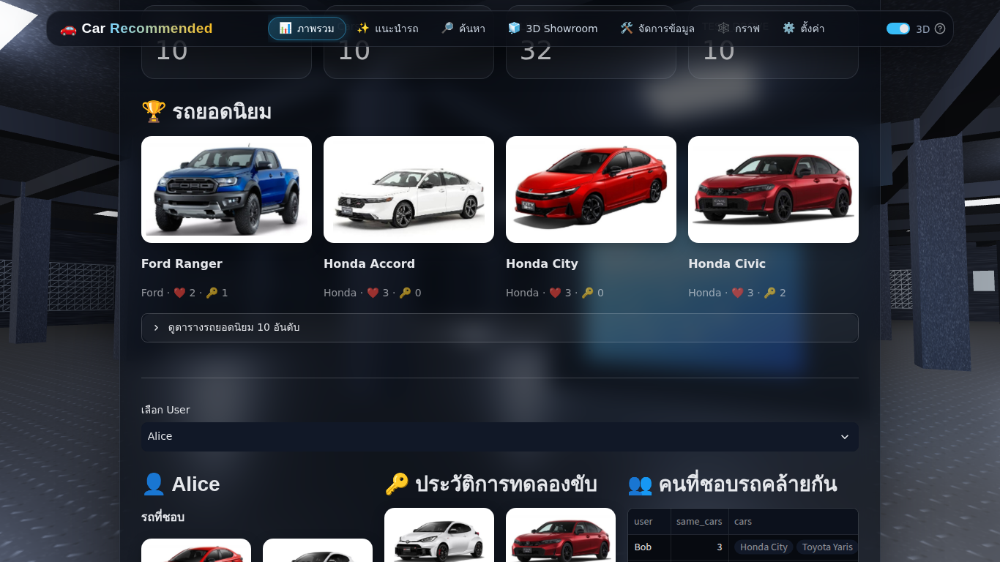 🚗 Car Recommended
📊 ภาพรวม
✨ แนะนำรถ
🔎 ค้นหา
🧊 3D Showroom
🛠️ จัดการข้อมูล
🕸️ กราฟ
⚙️ ตั้งค่า
3D
10
10
32
10
🏆 รถยอดนิยม
Ford Ranger
Honda Accord
Honda City
Honda Civic
Ford · ❤️ 2 · 🔑 1
Honda · ❤️ 3 · 🔑 0
Honda · ❤️ 3 · 🔑 0
Honda · ❤️ 3 · 🔑 2
ดูตารางรถยอดนิยม 10 อันดับ
เลือก User
Alice
👤 Alice
🔑 ประวัติการทดลองขับ
👥 คนที่ชอบรถคล้ายกัน
รถที่ชอบ
user same_cars cars
Bob 3 Honda City Toyota Yaris